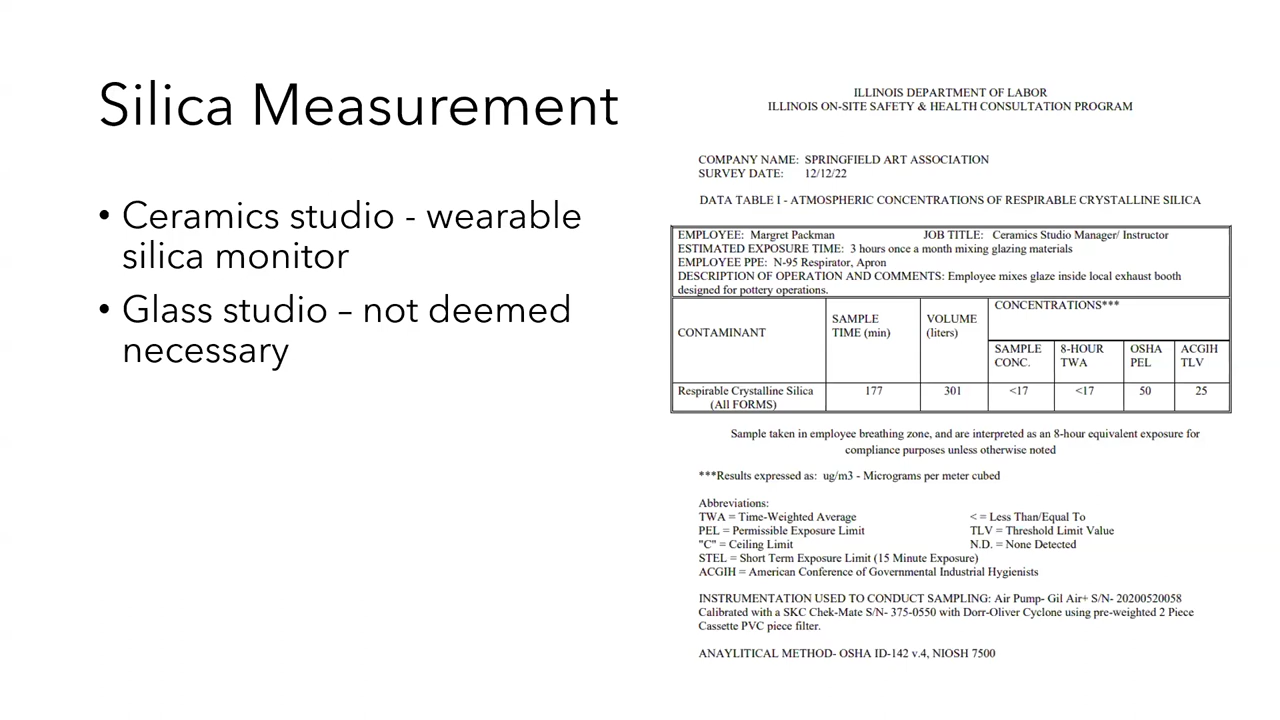 Silica Measurement
• Ceramics studio - wearable
silica monitor
• Glass studio – not deemed
necessary
ILLINOIS DEPARTMENT OF LABOR
ILLINOIS ON-SITE SAFETY & HEALTH CONSULTATION PROGRAM
COMPANY NAME: SPRINGFIELD ART ASSOCIATION
SURVEY DATE: 12/12/22
DATA TABLE I - ATMOSPHERIC CONCENTRATIONS OF RESPIRABLE CRYSTALLINE SILICA
EMPLOYEE: Margret Packman JOB TITLE: Ceramics Studio Manager/ Instructor
ESTIMATED EXPOSURE TIME: 3 hours once a month mixing glazing materials
EMPLOYEE PPE: N-95 Respirator, Apron
DESCRIPTION OF OPERATION AND COMMENTS: Employee mixes glaze inside local exhaust booth
designed for pottery operations.
CONTAMINANT
SAMPLE
TIME (min)
VOLUME
(liters)
CONCENTRATIONS***
SAMPLE
CONC.
8-HOUR
TWA
OSHA
PEL
ACGIH
TLV
Respirable Crystalline Silica
(All FORMS)
177
301
<17
<17
50
25
Sample taken in employee breathing zone, and are interpreted as an 8-hour equivalent exposure for
compliance purposes unless otherwise noted
***Results expressed as: ug/m3 - Micrograms per meter cubed
Abbreviations:
TWA = Time-Weighted Average < = Less Than/Equal To
PEL = Permissible Exposure Limit TLV = Threshold Limit Value
"C" = Ceiling Limit N.D. = None Detected
STEL = Short Term Exposure Limit (15 Minute Exposure)
ACGIH = American Conference of Governmental Industrial Hygienists
INSTRUMENTATION USED TO CONDUCT SAMPLING: Air Pump- Gil Air+ S/N- 20200520058
Calibrated with a SKC Chek-Mate S/N- 375-0550 with Dorr-Oliver Cyclone using pre-weighted 2 Piece
Cassette PVC piece filter.
ANAYLITICAL METHOD- OSHA ID-142 v.4, NIOSH 7500